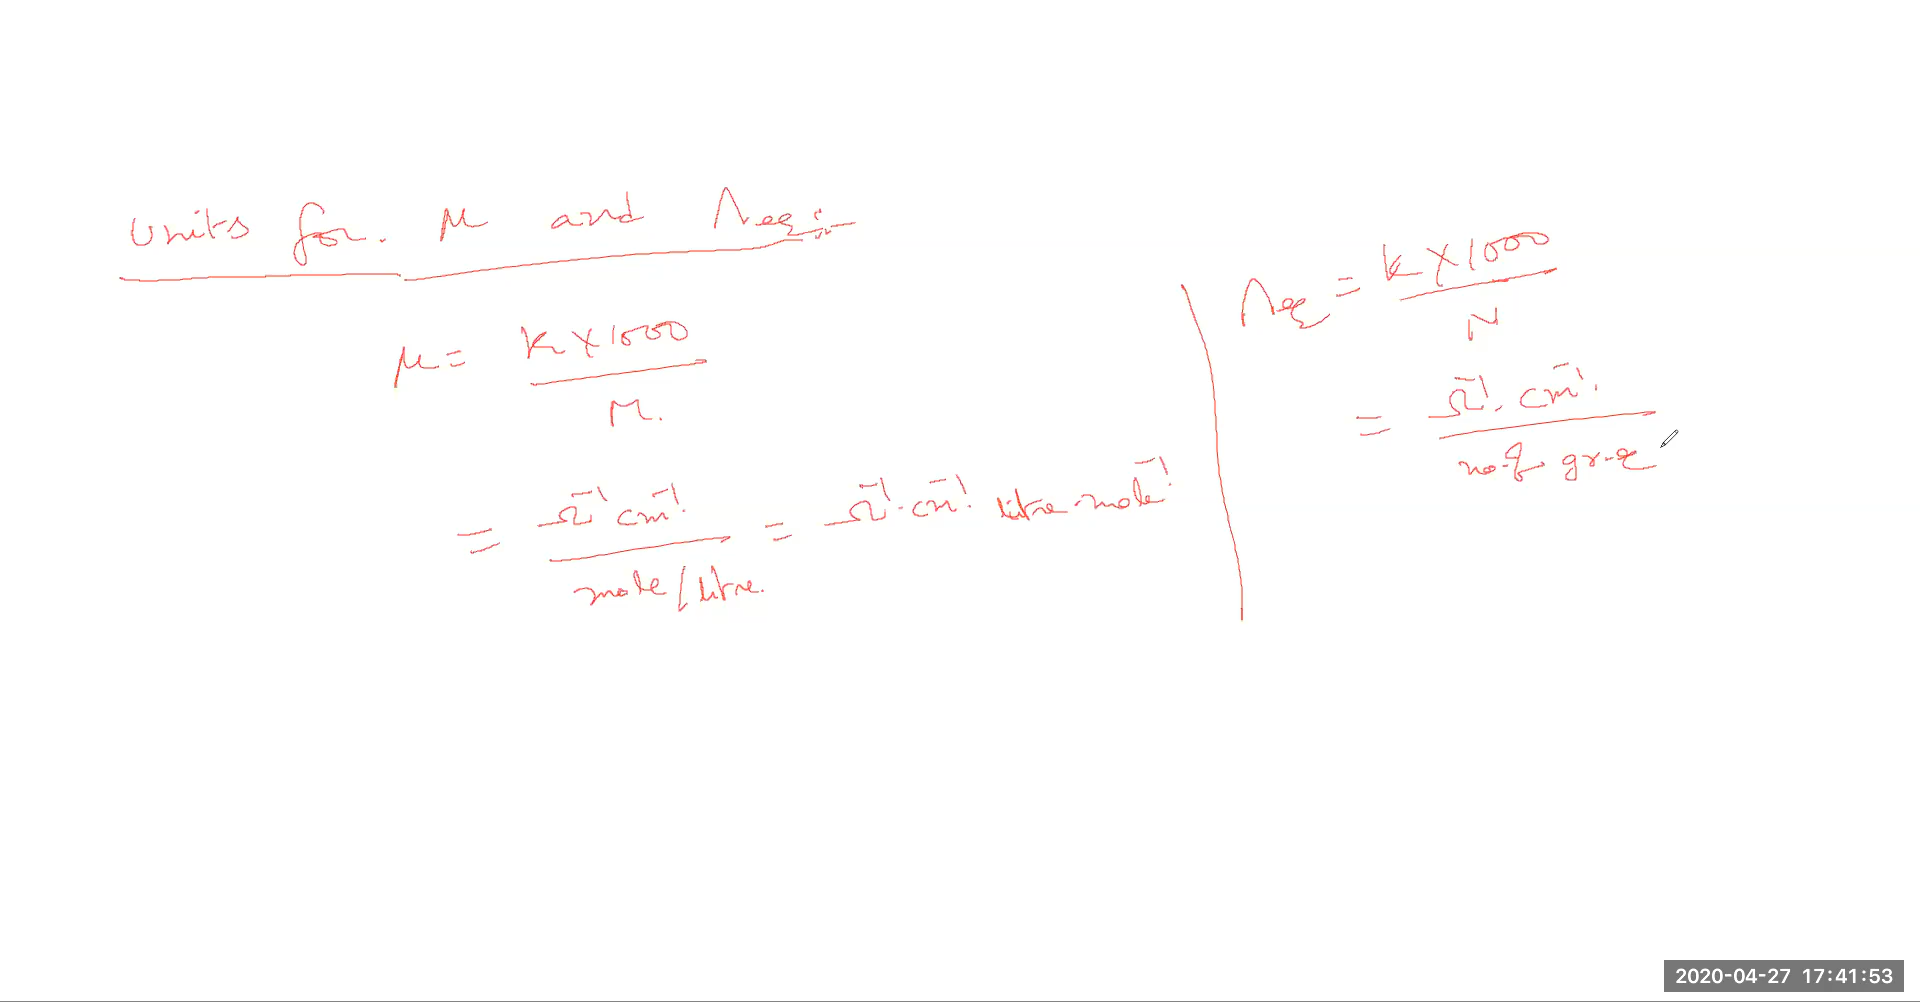 units for. μ and Λeq:-
μ = K×1000
M.
= Ω⁻¹ cm⁻¹ = Ω⁻¹. cm⁻¹ litre mole⁻¹
mole/litre.
Λeq = K×1000
N
= Ω⁻¹. cm⁻¹.
no.of gr-e
2020-04-27 17:41:53